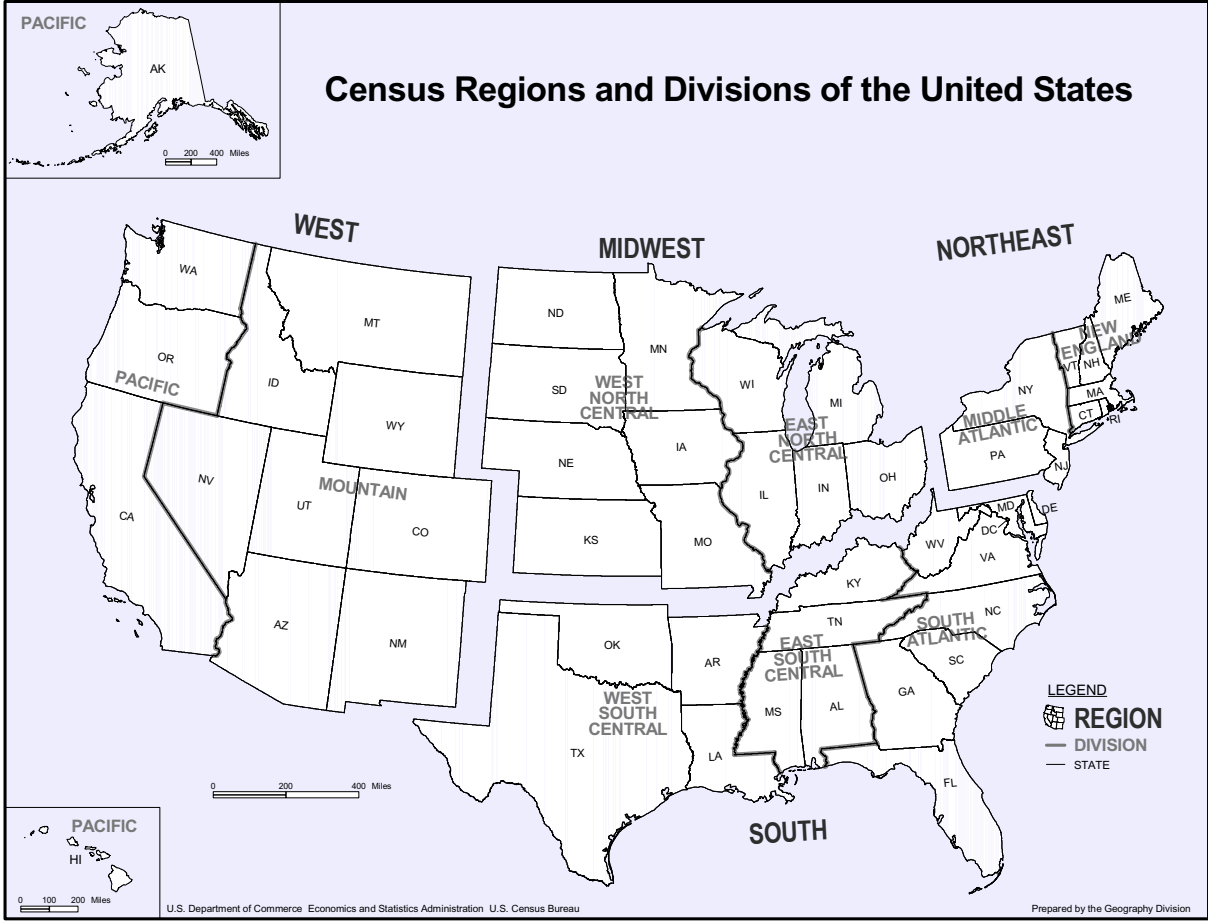 PACIFIC
AK
0 200 400 Miles
Census Regions and Divisions of the United States
WEST
MIDWEST
NORTHEAST
WA
MT
OR
PACIFIC
ID
WY
NV
UT
MOUNTAIN
CO
CA
AZ
NM
ND
MN
SD
WEST
NORTH
CENTRAL
NE
IA
KS
MO
WI
MI
EAST
NORTH
CENTRAL
IL
IN
OH
ME
NEW
ENGLAND
VT
NH
NY
MA
CT
RI
MIDDLE
ATLANTIC
PA
NJ
MD
DE
DC
WV
VA
KY
NC
TN
SOUTH
ATLANTIC
EAST
SOUTH
CENTRAL
SC
OK
AR
GA
MS
AL
WEST
SOUTH
CENTRAL
TX
LA
FL
SOUTH
LEGEND
REGION
DIVISION
STATE
0 200 400 Miles
PACIFIC
HI
0 100 200 Miles
U.S. Department of Commerce Economics and Statistics Administration U.S. Census Bureau
Prepared by the Geography Division